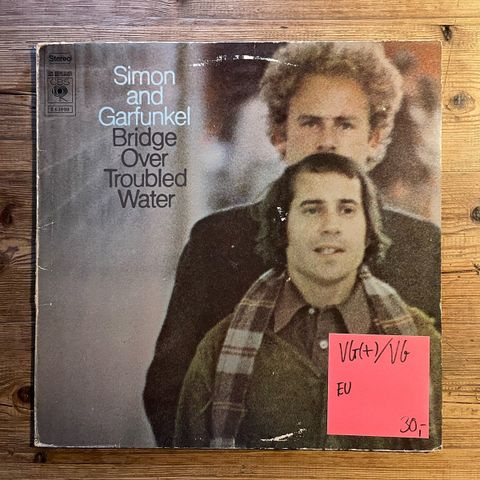 Stereo
CBS
Simon
and
Garfunkel
Bridge
Over
Troubled
Water
VG(+)/VG
EU
30,-